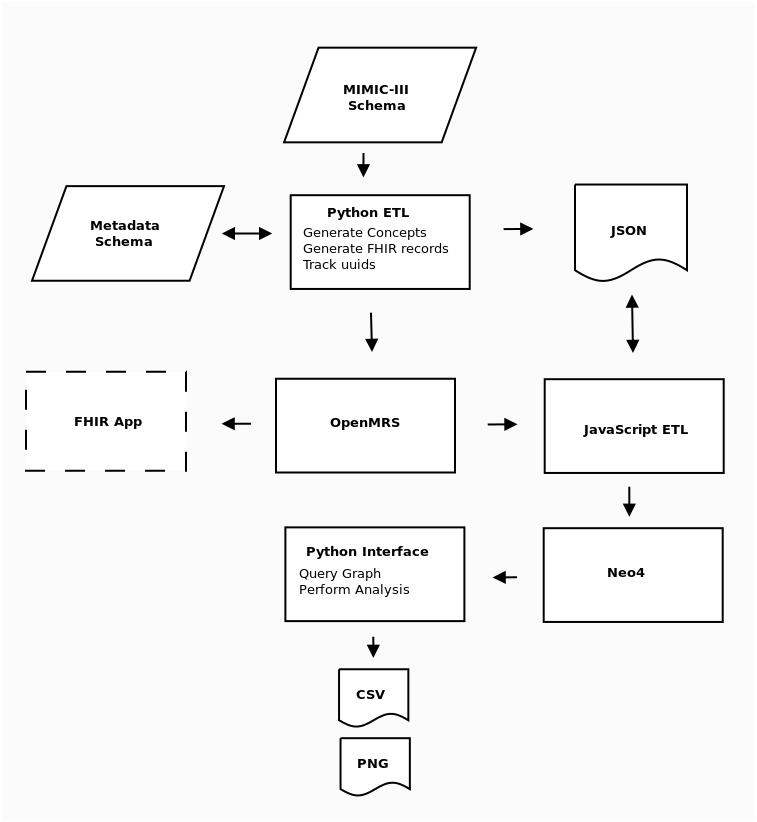 MIMIC-III
Schema
Metadata
Schema
Python ETL
Generate Concepts
Generate FHIR records
Track uuids
JSON
FHIR App
OpenMRS
JavaScript ETL
Python Interface
Query Graph
Perform Analysis
Neo4
CSV
PNG